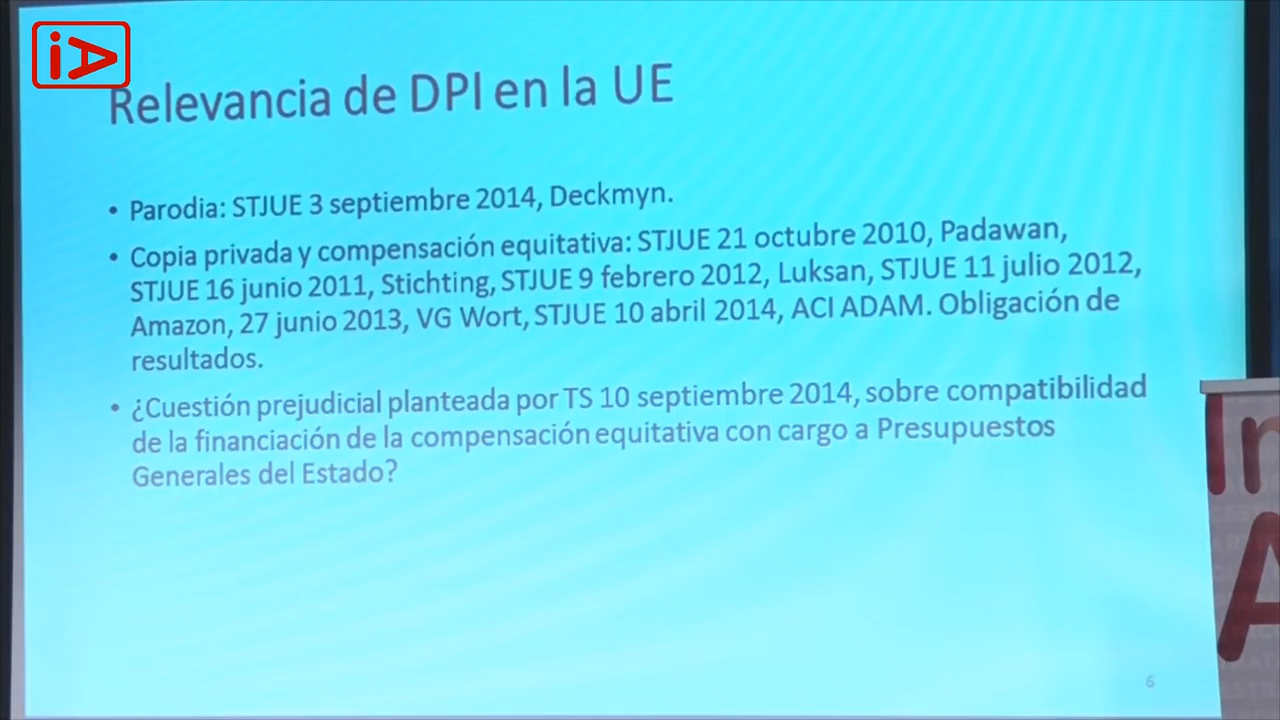 iA
Relevancia de DPI en la UE
• Parodia: STJUE 3 septiembre 2014, Deckmyn.
• Copia privada y compensación equitativa: STJUE 21 octubre 2010, Padawan,
STJUE 16 junio 2011, Stichting, STJUE 9 febrero 2012, Luksan, STJUE 11 julio 2012,
Amazon, 27 junio 2013, VG Wort, STJUE 10 abril 2014, ACI ADAM. Obligación de
resultados.
• ¿Cuestión prejudicial planteada por TS 10 septiembre 2014, sobre compatibilidad
de la financiación de la compensación equitativa con cargo a Presupuestos
Generales del Estado?
6
In
A